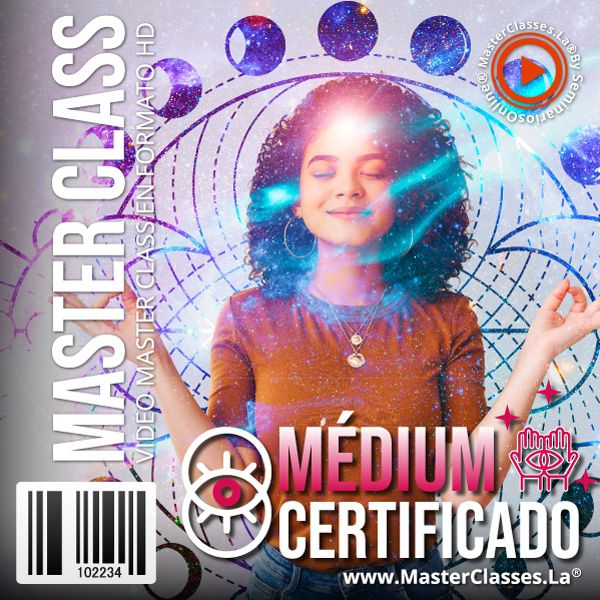 MASTER CLASS
VIDEO MASTER CLASS EN FORMATO HD
MasterClasses.La® By SeminariosOnline®
MÉDIUM
CERTIFICADO
102234
www.MasterClasses.La®